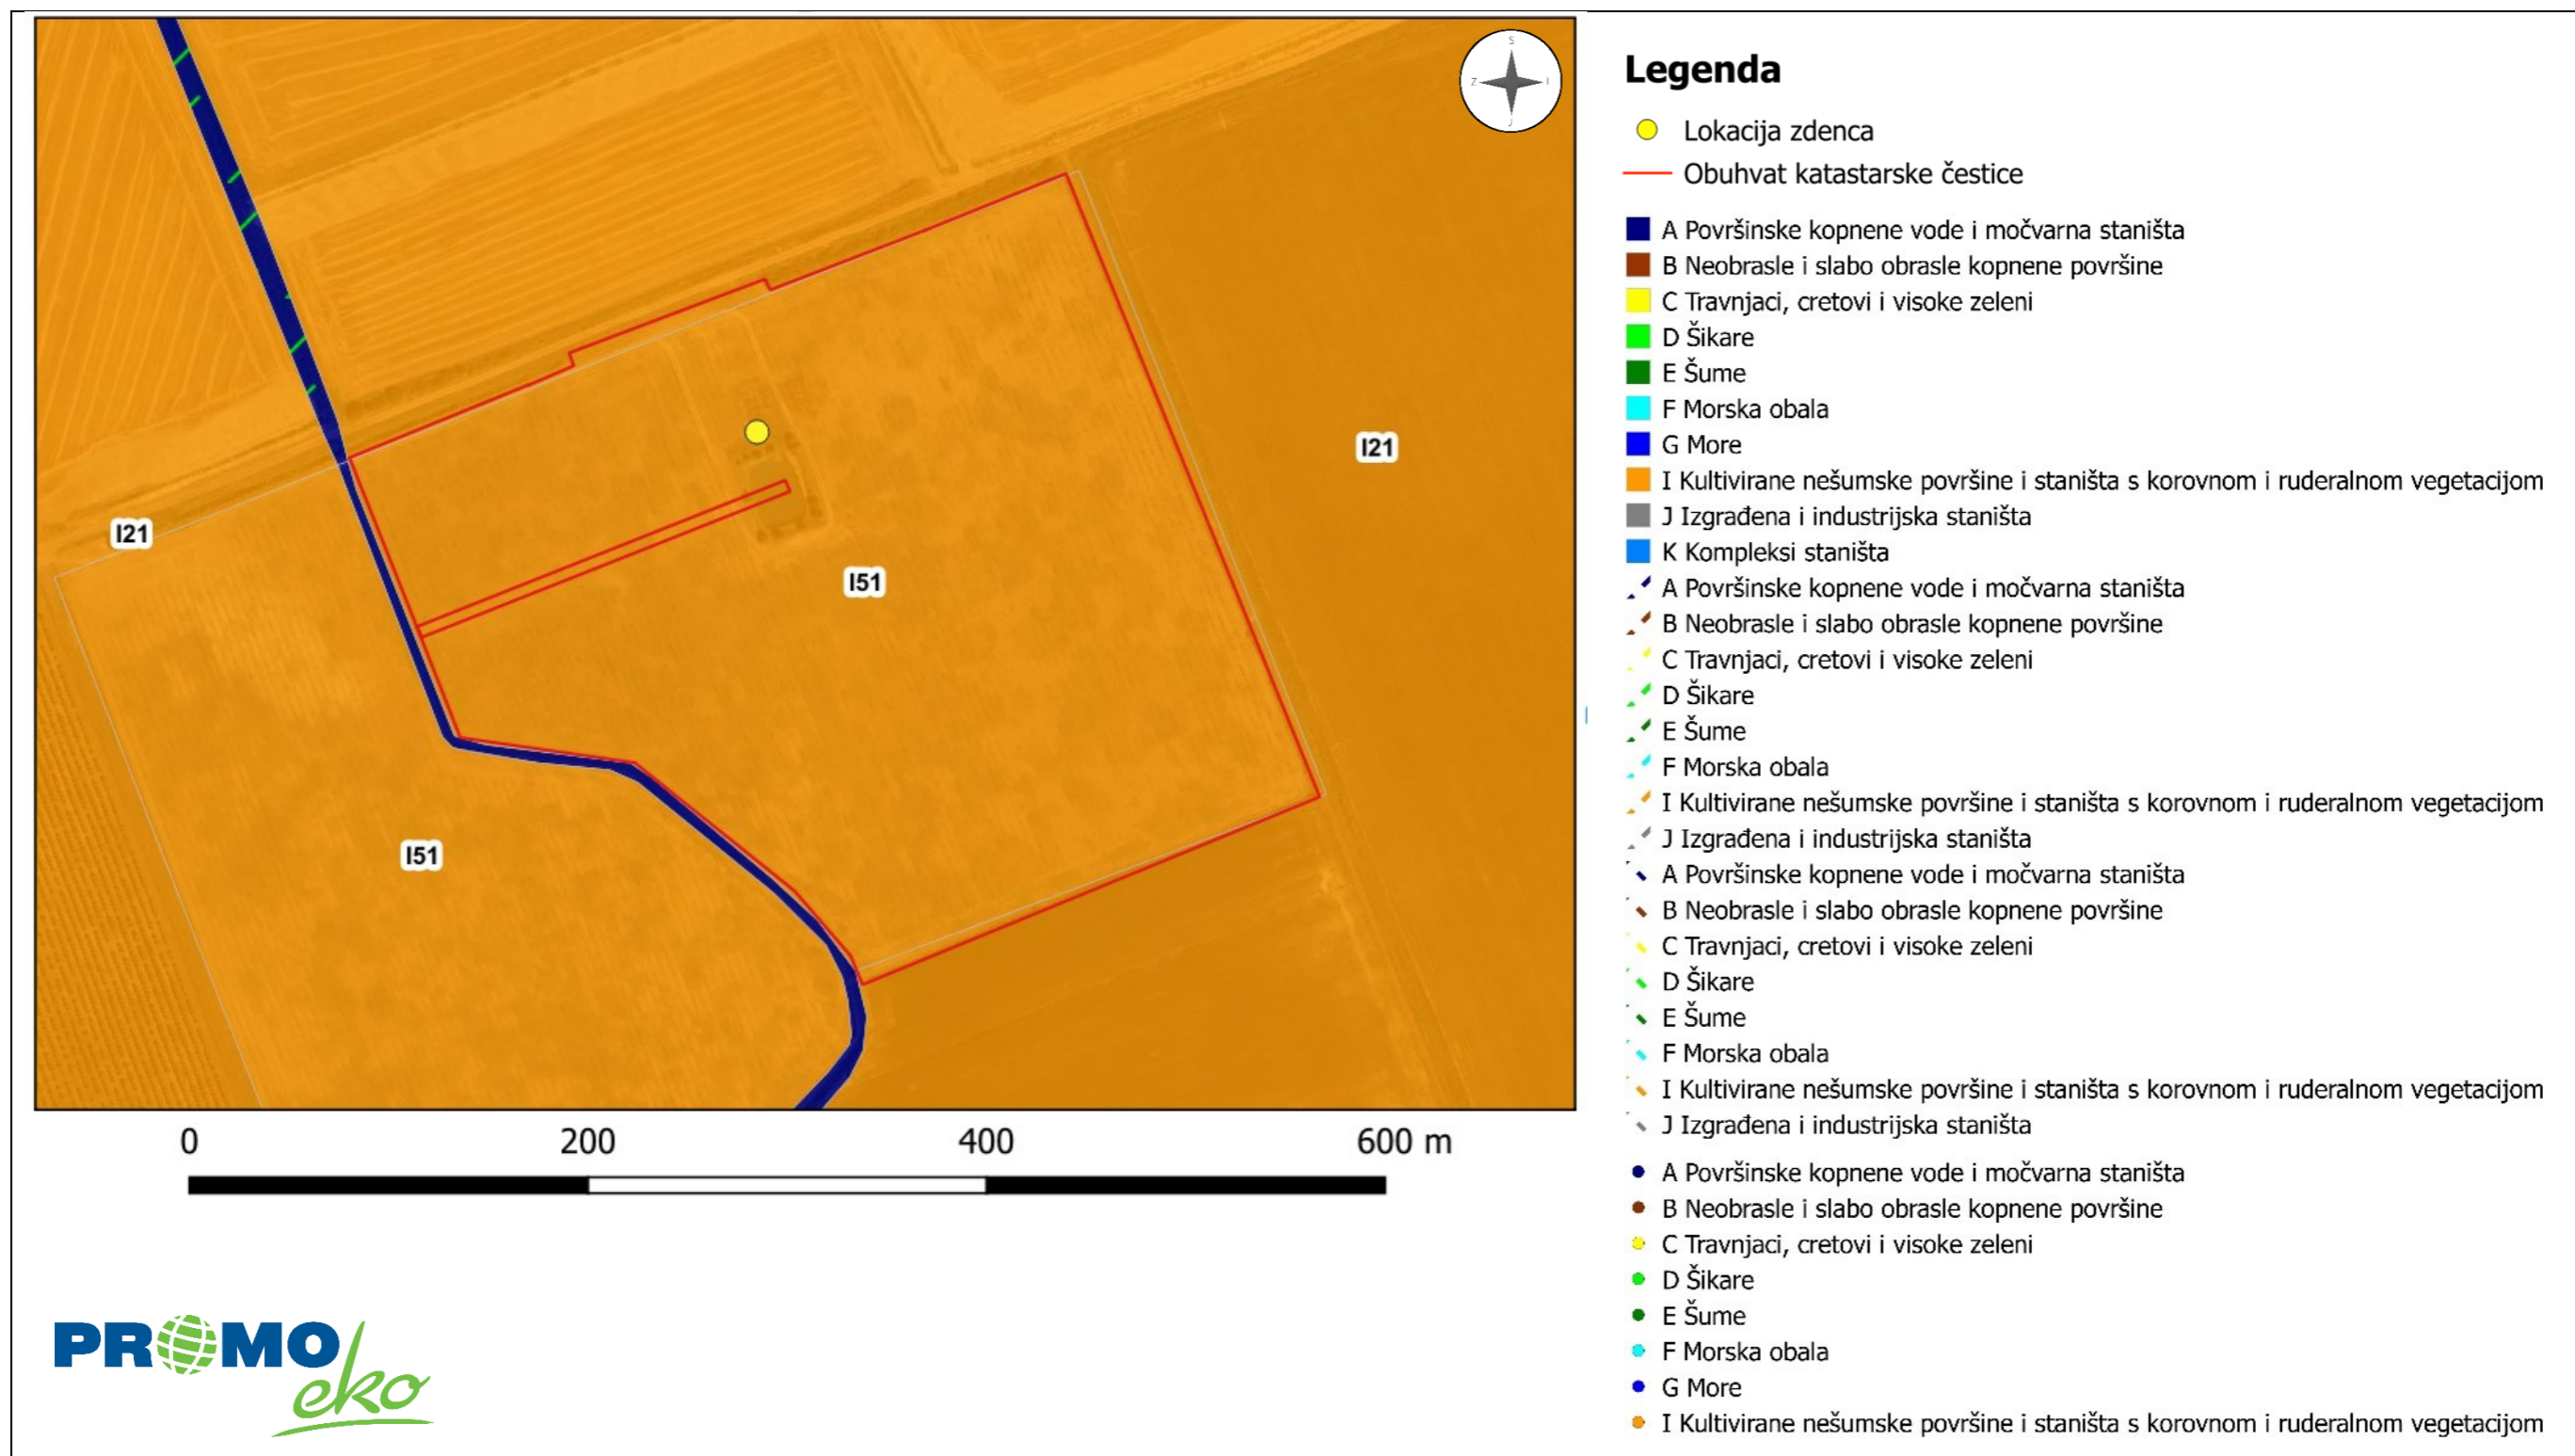 S
Z
I
J
I21
I21
I51
I51
0 200 400 600 m
PROMO
eko
Legenda
Lokacija zdenca
Obuhvat katastarske čestice
A Površinske kopnene vode i močvarna staništa
B Neobrasle i slabo obrasle kopnene površine
C Travnjaci, cretovi i visoke zeleni
D Šikare
E Šume
F Morska obala
G More
I Kultivirane nešumske površine i staništa s korovnom i ruderalnom vegetacijom
J Izgrađena i industrijska staništa
K Kompleksi staništa
A Površinske kopnene vode i močvarna staništa
B Neobrasle i slabo obrasle kopnene površine
C Travnjaci, cretovi i visoke zeleni
D Šikare
E Šume
F Morska obala
I Kultivirane nešumske površine i staništa s korovnom i ruderalnom vegetacijom
J Izgrađena i industrijska staništa
A Površinske kopnene vode i močvarna staništa
B Neobrasle i slabo obrasle kopnene površine
C Travnjaci, cretovi i visoke zeleni
D Šikare
E Šume
F Morska obala
I Kultivirane nešumske površine i staništa s korovnom i ruderalnom vegetacijom
J Izgrađena i industrijska staništa
A Površinske kopnene vode i močvarna staništa
B Neobrasle i slabo obrasle kopnene površine
C Travnjaci, cretovi i visoke zeleni
D Šikare
E Šume
F Morska obala
G More
I Kultivirane nešumske površine i staništa s korovnom i ruderalnom vegetacijom